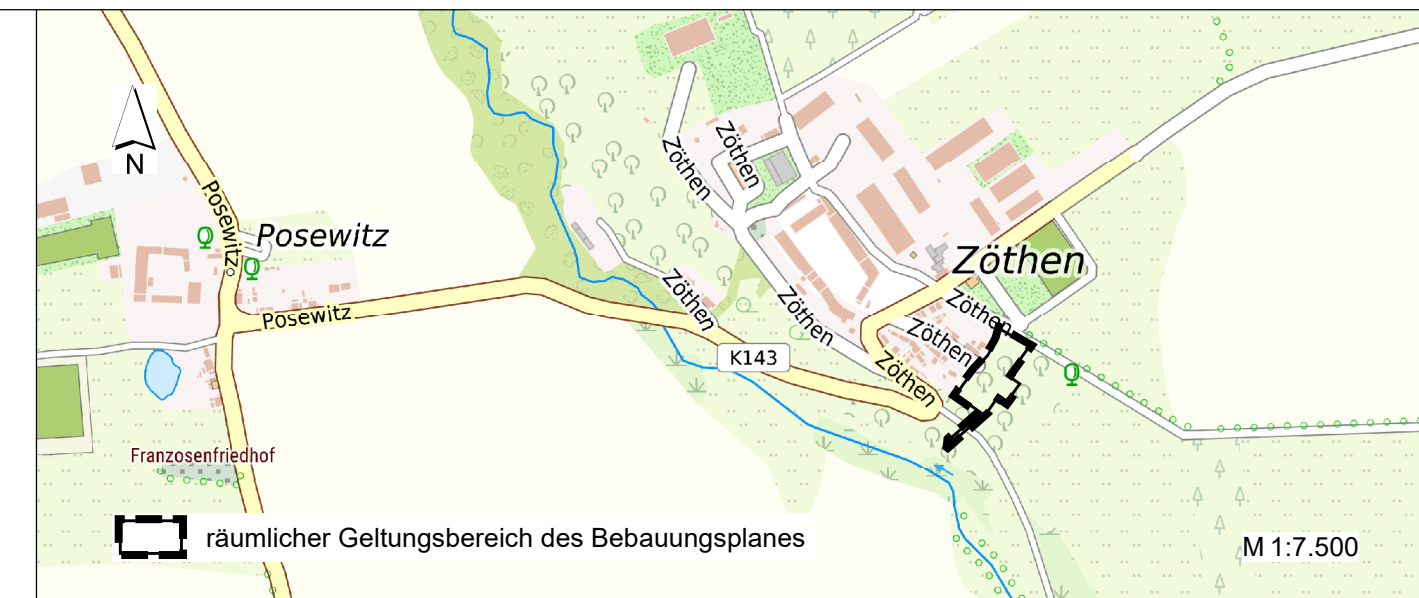 N
Posewitz
Posewitz
Posewitz
Franzosenfriedhof
Zöthen
Zöthen
Zöthen
Zöthen
K143
Zöthen
Zöthen
Zöthen
Zöthen
räumlicher Geltungsbereich des Bebauungsplanes
M 1:7.500